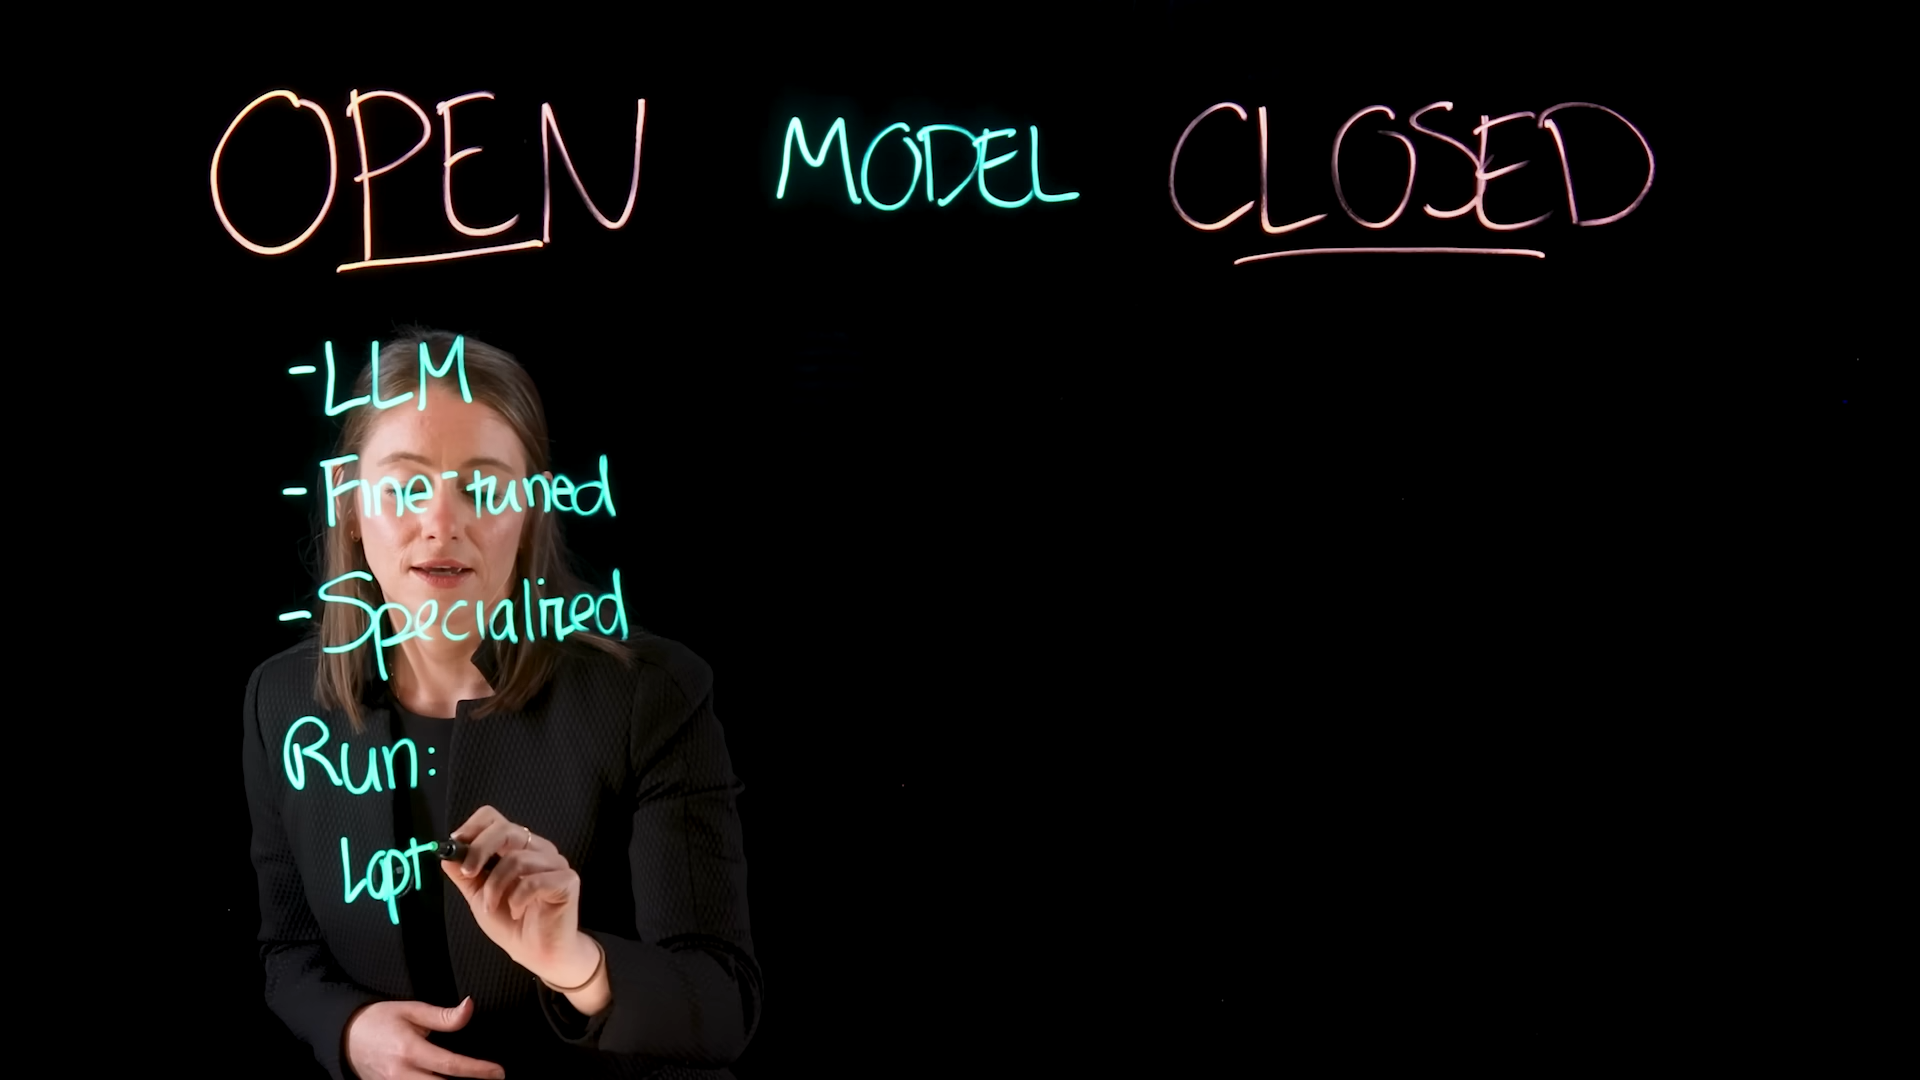 OPEN MODEL CLOSED
-LLM
-Fine-tuned
-Specialized
Run:
Lapt